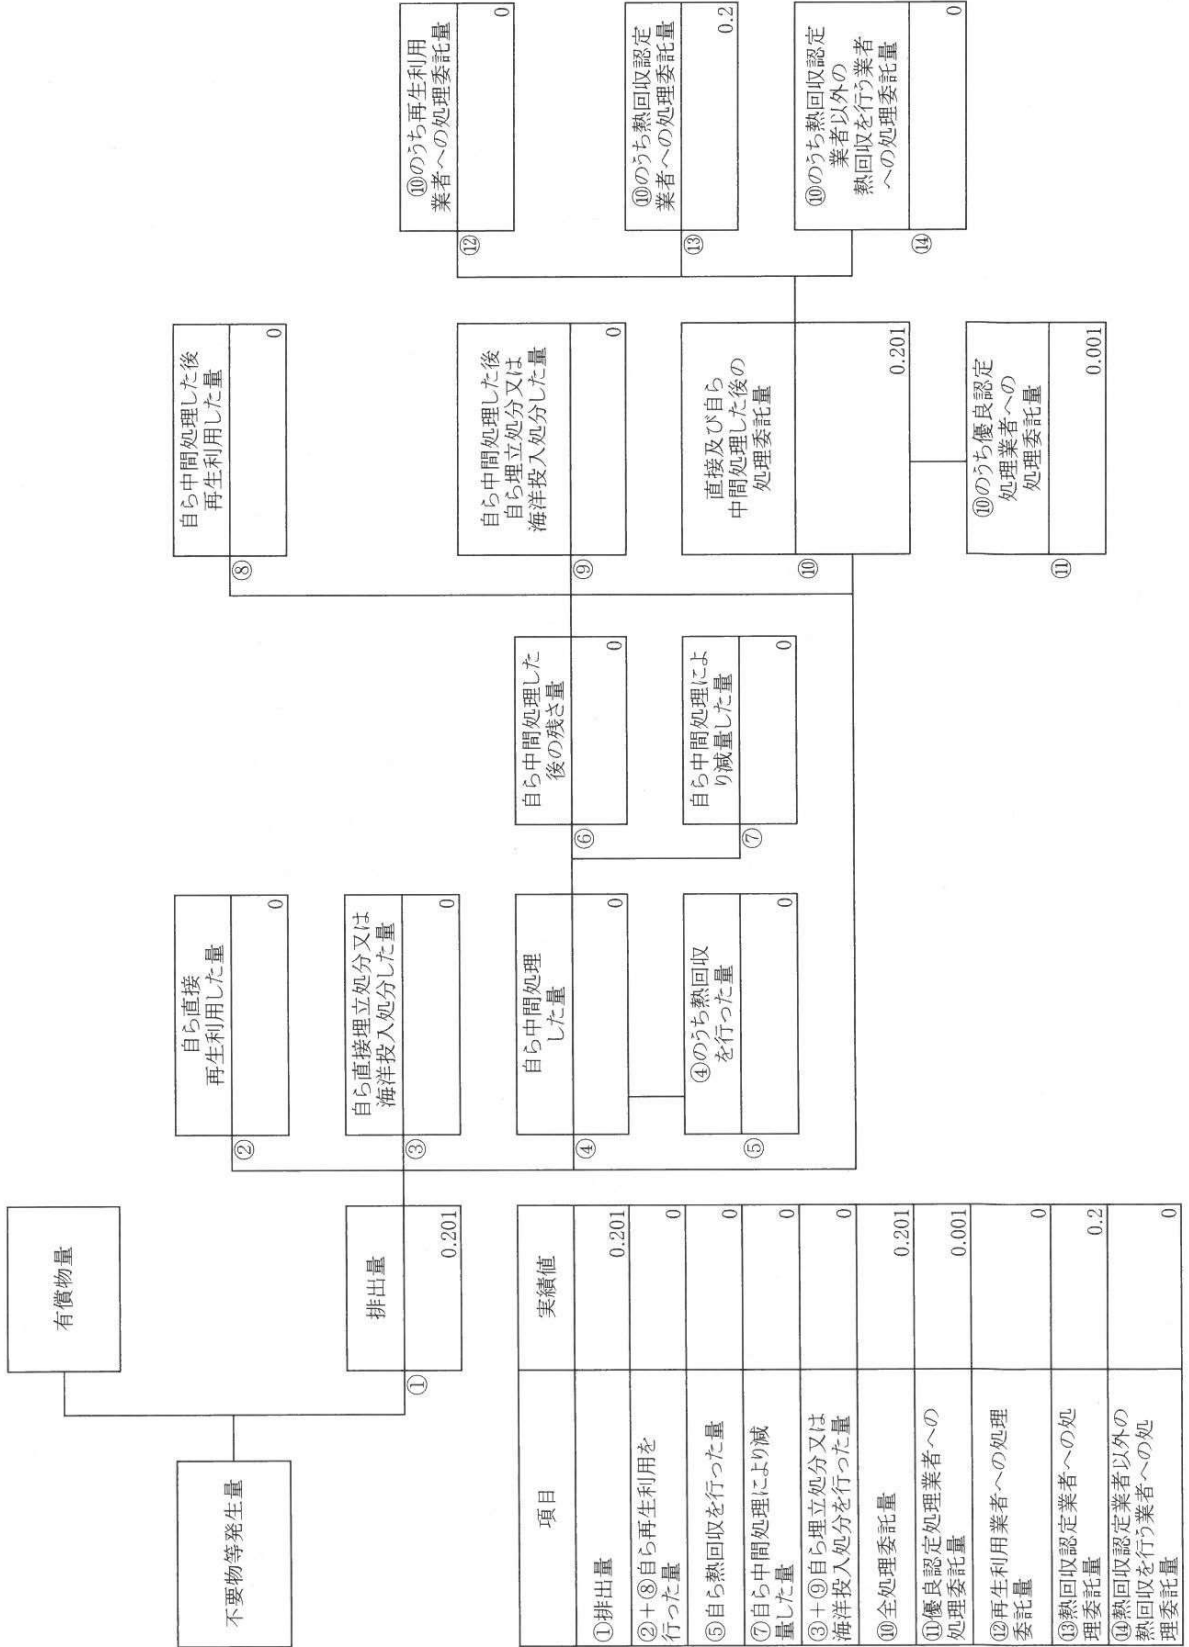 不要物等発生量
有償物量
①
排出量
0.201
②
自ら直接
再生利用した量
0
③
自ら直接埋立処分又は
海洋投入処分した量
0
④
自ら中間処理
した量
0
⑤
④のうち熱回収
を行った量
0
⑥
自ら中間処理した
後の残さ量
0
⑦
自ら中間処理によ
り減量した量
0
⑧
自ら中間処理した後
再生利用した量
0
⑨
自ら中間処理した後
自ら埋立処分又は
海洋投入処分した量
0
⑩
直接及び自ら
中間処理した後の
処理委託量
0.201
⑪
⑩のうち優良認定
処理業者への
処理委託量
0.001
⑫
⑩のうち再生利用
業者への処理委託量
0
⑬
⑩のうち熱回収認定
業者への処理委託量
0.2
⑭
⑩のうち熱回収認定
業者以外の
熱回収を行う業者
への処理委託量
0
項目 実績値
①排出量 0.201
②+⑧自ら再生利用を
行った量 0
⑤自ら熱回収を行った量 0
⑦自ら中間処理により減
量した量 0
③+⑨自ら埋立処分又は
海洋投入処分を行った量 0
⑩全処理委託量 0.201
⑪優良認定処理業者への
処理委託量 0.001
⑫再生利用業者への処理
委託量 0
⑬熱回収認定業者への処
理委託量 0.2
⑭熱回収認定業者以外の
熱回収を行う業者への処
理委託量 0